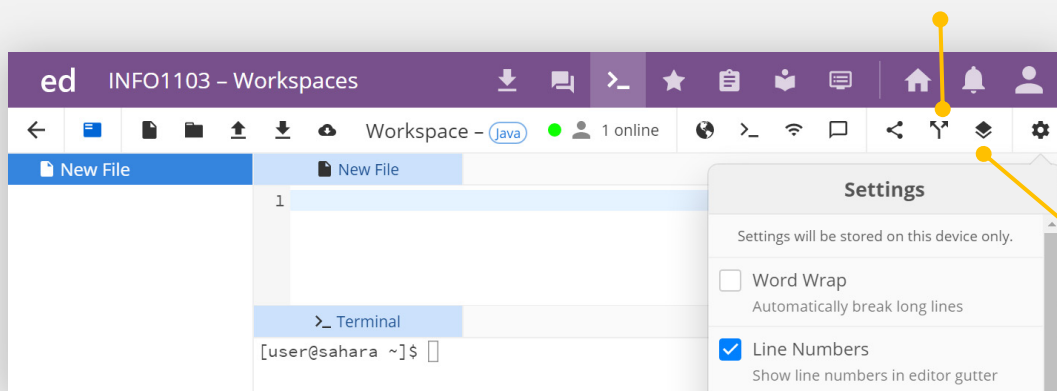 ed INFO1103 – Workspaces
Workspace – Java 1 online
New File
New File
1
Terminal
[user@sahara ~]$
Settings
Settings will be stored on this device only.
Word Wrap
Automatically break long lines
Line Numbers
Show line numbers in editor gutter